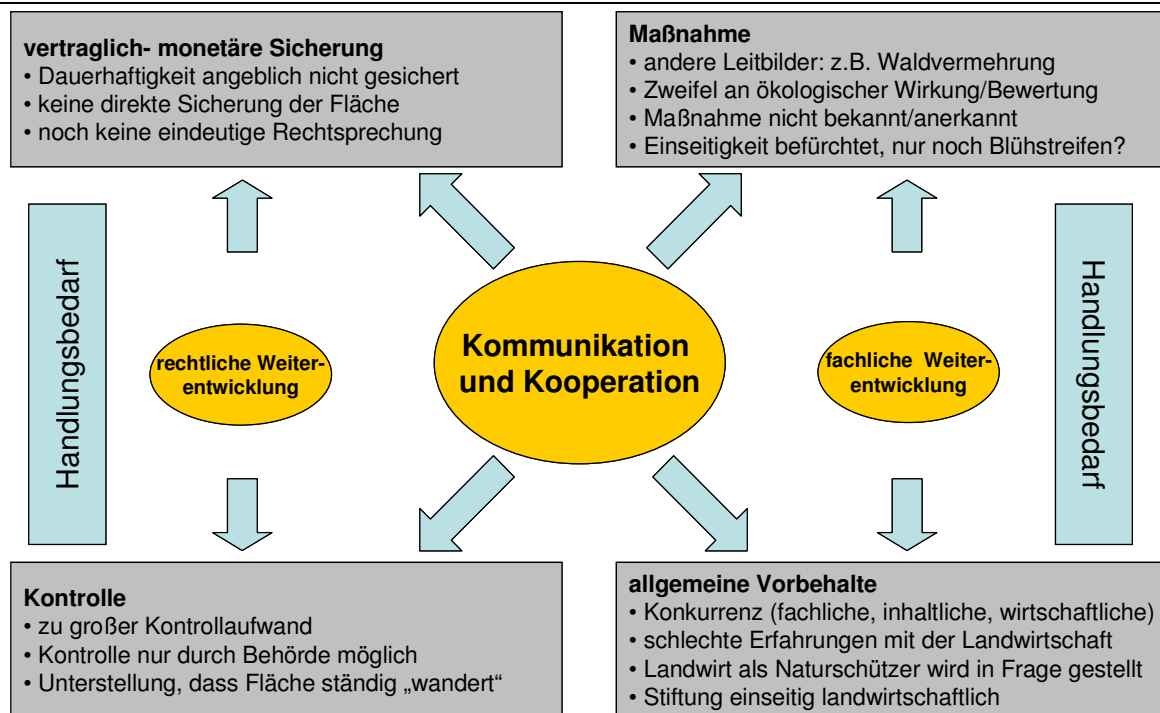 vertraglich- monetäre Sicherung
• Dauerhaftigkeit angeblich nicht gesichert
• keine direkte Sicherung der Fläche
• noch keine eindeutige Rechtsprechung
Maßnahme
• andere Leitbilder: z.B. Waldvermehrung
• Zweifel an ökologischer Wirkung/Bewertung
• Maßnahme nicht bekannt/anerkannt
• Einseitigkeit befürchtet, nur noch Blühstreifen?
Handlungsbedarf
rechtliche Weiter-
entwicklung
Kommunikation
und Kooperation
fachliche Weiter-
entwicklung
Handlungsbedarf
Kontrolle
• zu großer Kontrollaufwand
• Kontrolle nur durch Behörde möglich
• Unterstellung, dass Fläche ständig „wandert“
allgemeine Vorbehalte
• Konkurrenz (fachliche, inhaltliche, wirtschaftliche)
• schlechte Erfahrungen mit der Landwirtschaft
• Landwirt als Naturschützer wird in Frage gestellt
• Stiftung einseitig landwirtschaftlich